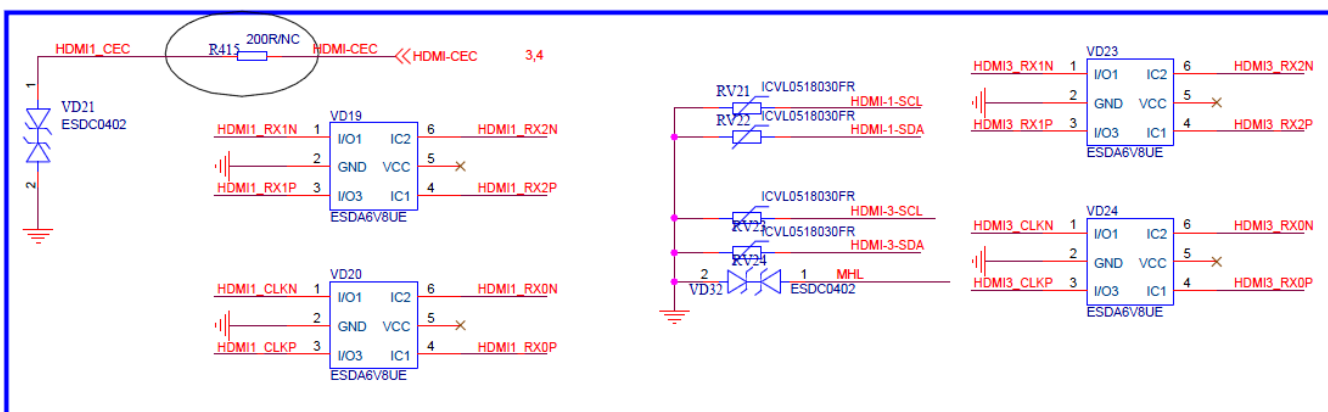 HDMI1_CEC
R415
200R/NC
HDMI-CEC
HDMI-CEC
3,4
1
VD21
ESDC0402
2
VD19
HDMI1_RX1N 1 I/O1 IC2 6 HDMI1_RX2N
2 GND VCC 5
HDMI1_RX1P 3 I/O3 IC1 4 HDMI1_RX2P
ESDA6V8UE
VD20
HDMI1_CLKN 1 I/O1 IC2 6 HDMI1_RX0N
2 GND VCC 5
HDMI1_CLKP 3 I/O3 IC1 4 HDMI1_RX0P
ESDA6V8UE
RV21 ICVL0518030FR
HDMI-1-SCL
RV22 ICVL0518030FR
HDMI-1-SDA
ICVL0518030FR
HDMI-3-SCL
RV23 ICVL0518030FR
HDMI-3-SDA
RV24
2 1 MHL
VD32 ESDC0402
VD23
HDMI3_RX1N 1 I/O1 IC2 6 HDMI3_RX2N
2 GND VCC 5
HDMI3_RX1P 3 I/O3 IC1 4 HDMI3_RX2P
ESDA6V8UE
VD24
HDMI3_CLKN 1 I/O1 IC2 6 HDMI3_RX0N
2 GND VCC 5
HDMI3_CLKP 3 I/O3 IC1 4 HDMI3_RX0P
ESDA6V8UE